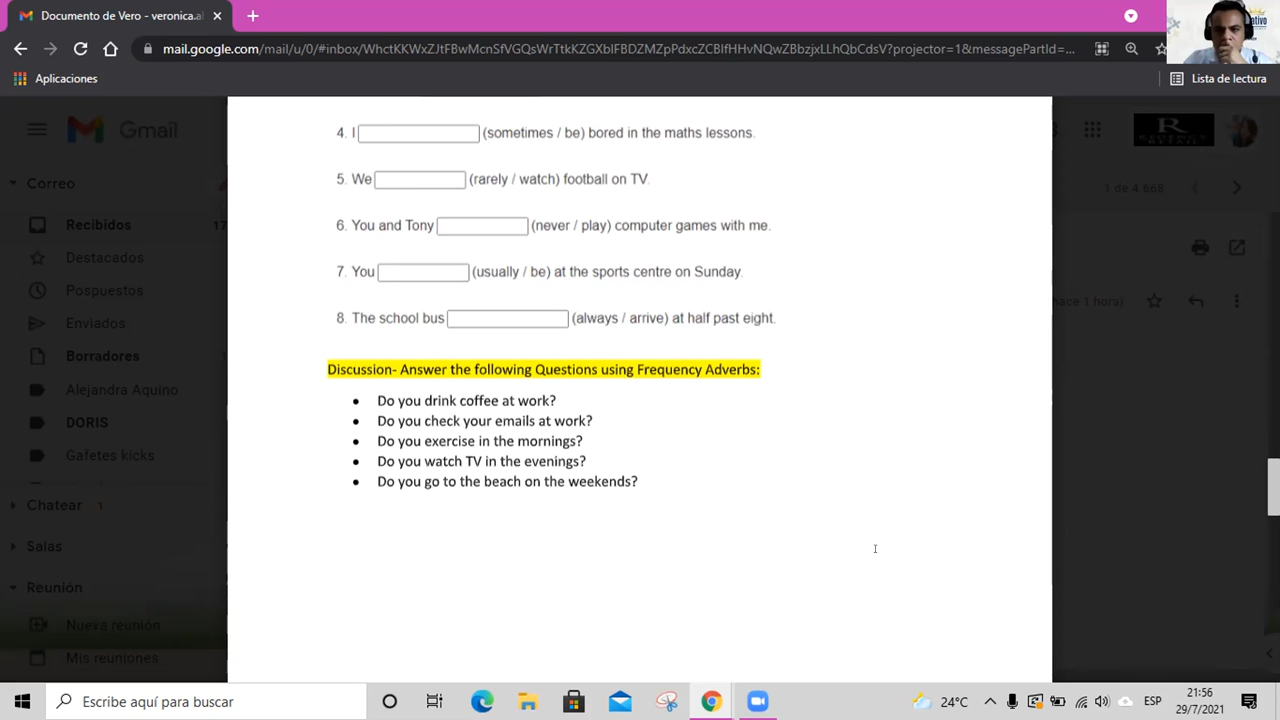 Documento de Vero - veronica.al
mail.google.com/mail/u/0/#inbox/WhctKKWxZJtFBwMcnSfVGQsWrTtkKZGXblFBDZMZpPdxcZCBlfHHvNQwZBbzjxLLhQbCdsV?projector=1&messagePartId=...
Aplicaciones
Lista de lectura
Gmail
Correo
Recibidos 17
Destacados
Pospuestos
Enviados
Borradores
Alejandra Aquino
DORIS
Gafetes kicks
Chatear 1
Salas
Reunión
Nueva reunión
Mis reuniones
R
1 de 4.668
hace 1 hora)
4. I (sometimes / be) bored in the maths lessons.
5. We (rarely / watch) football on TV.
6. You and Tony (never / play) computer games with me.
7. You (usually / be) at the sports centre on Sunday.
8. The school bus (always / arrive) at half past eight.
Discussion- Answer the following Questions using Frequency Adverbs:
• Do you drink coffee at work?
• Do you check your emails at work?
• Do you exercise in the mornings?
• Do you watch TV in the evenings?
• Do you go to the beach on the weekends?
Escribe aquí para buscar
24°C
ESP
21:56
29/7/2021